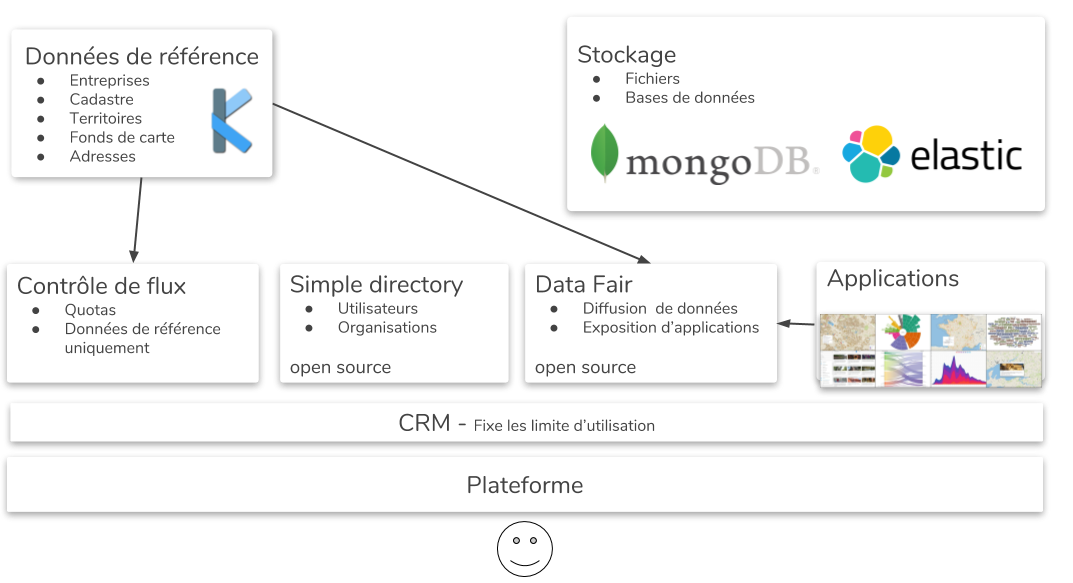 Données de référence
● Entreprises
● Cadastre
● Territoires
● Fonds de carte
● Adresses
Stockage
● Fichiers
● Bases de données
mongoDB®
elastic
Contrôle de flux
● Quotas
● Données de référence
uniquement
Simple directory
● Utilisateurs
● Organisations
open source
Data Fair
● Diffusion de données
● Exposition d'applications
open source
Applications
CRM - Fixe les limite d'utilisation
Plateforme